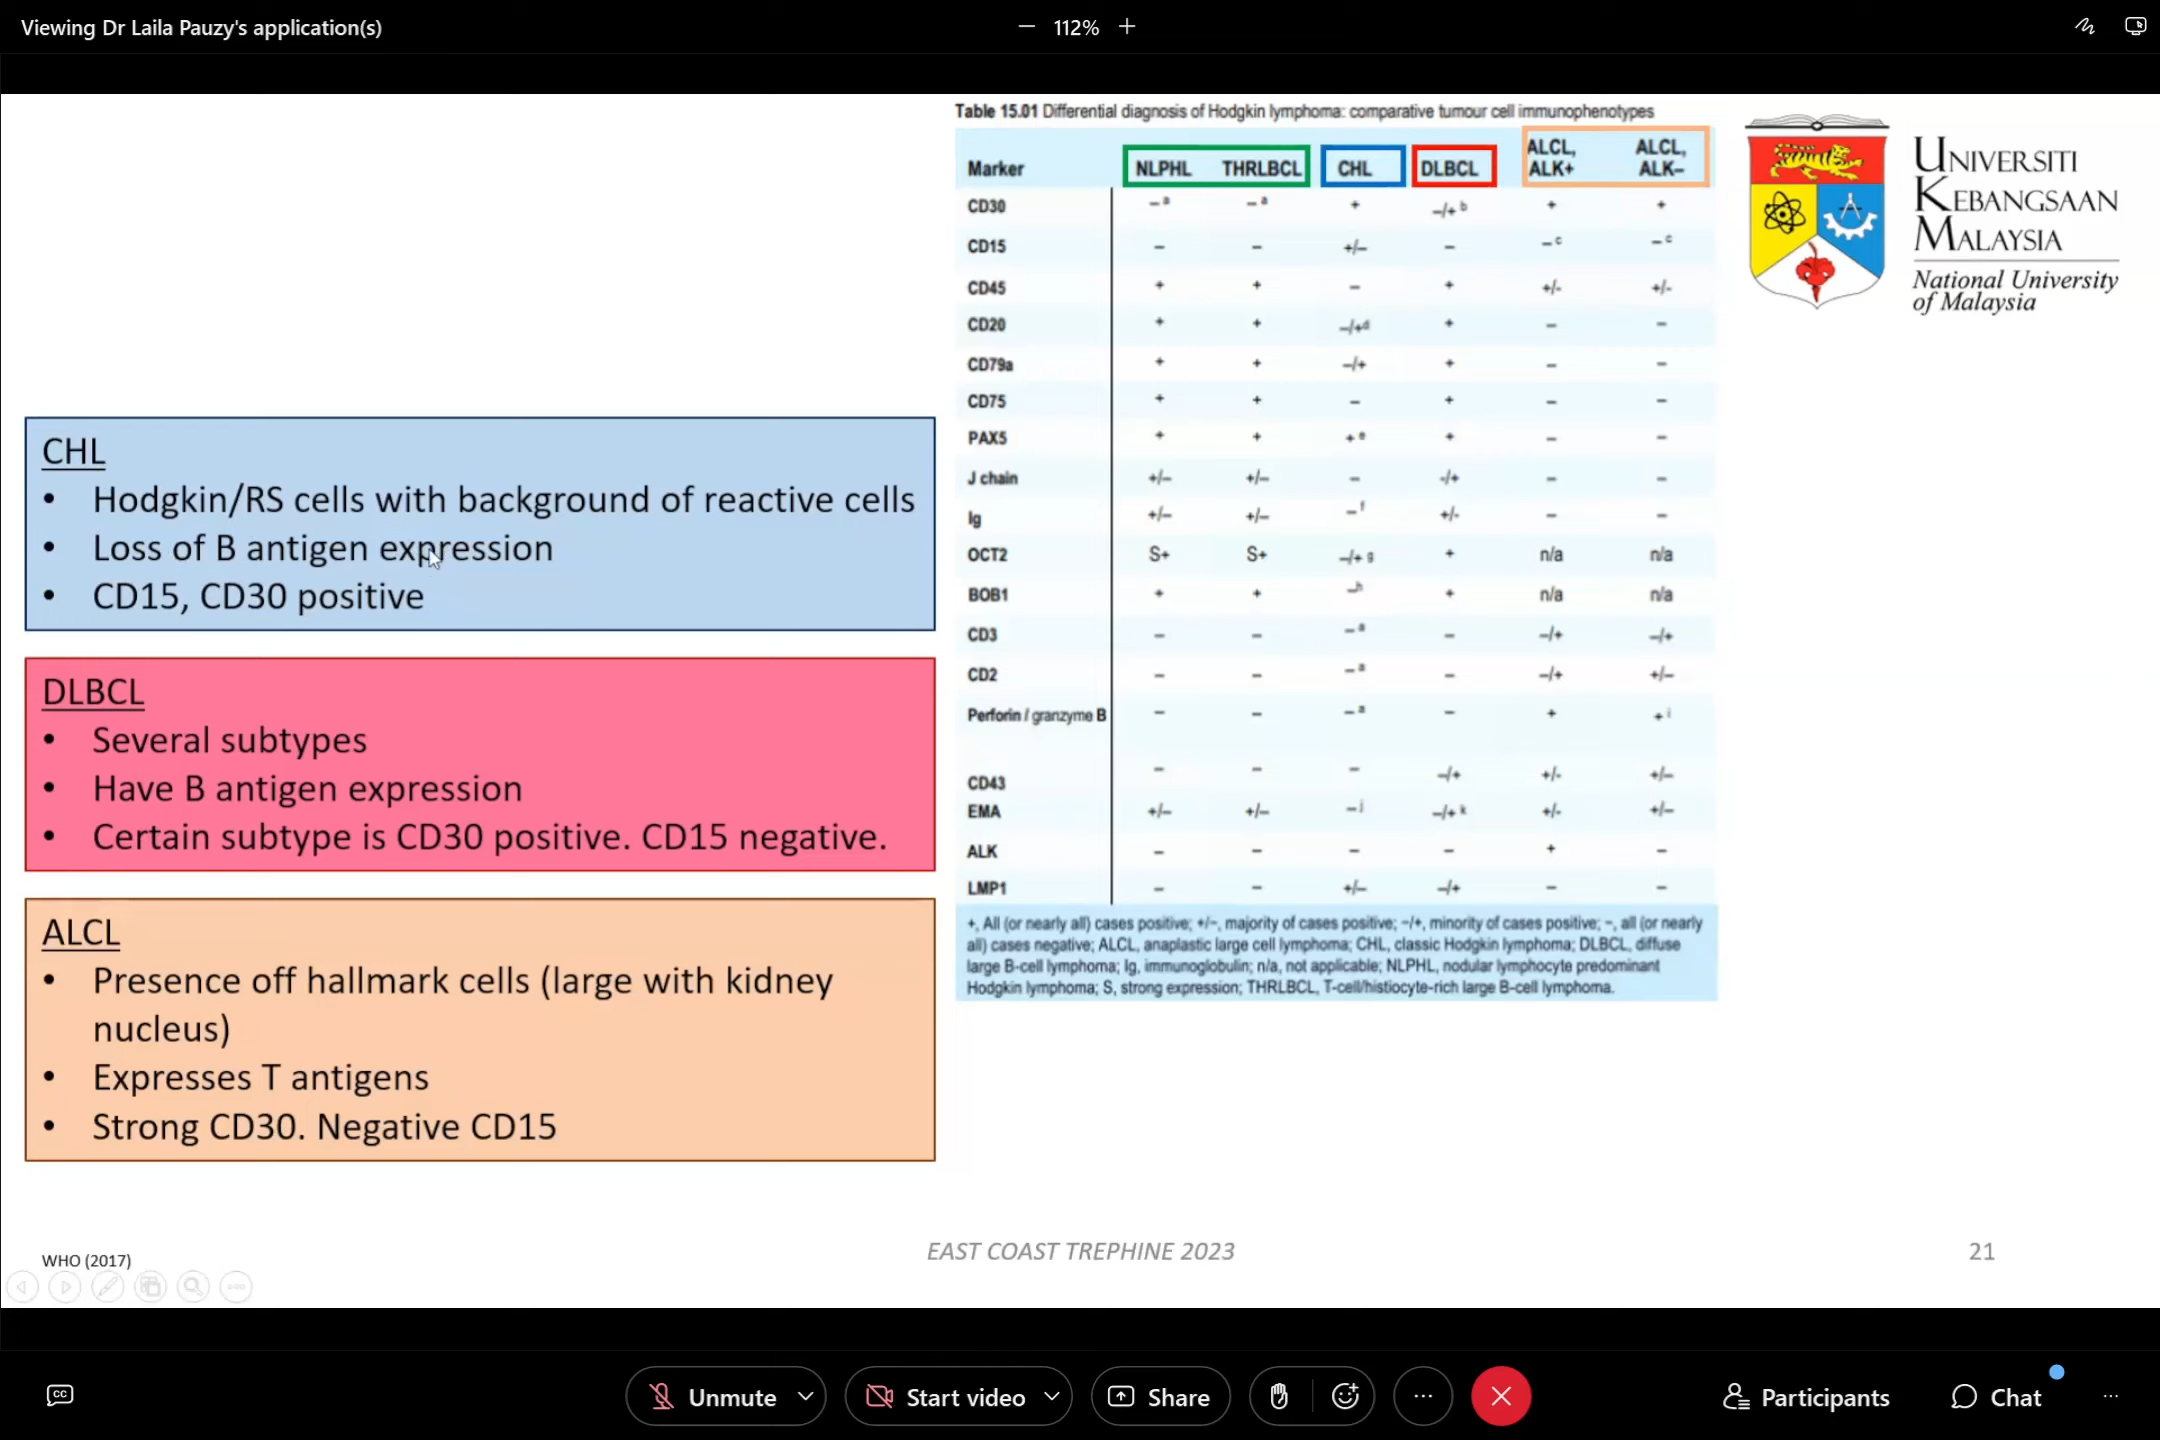 Viewing Dr Laila Pauzy's application(s)
112%
Table 15.01 Differential diagnosis of Hodgkin lymphoma: comparative tumour cell immunophenotypes
Marker NLPHL THRLBCL CHL DLBCL ALCL, ALK+ ALCL, ALK–
CD30 –a –a + –/+ b + +
CD15 – – +/– – –c –c
CD45 + + – + +/- +/-
CD20 + + –/+d + – –
CD79a + + –/+ + – –
CD75 + + – + – –
PAX5 + + +e + – –
J chain +/– +/– – -/+ – –
Ig +/– +/– –f +/- – –
OCT2 S+ S+ –/+ g + n/a n/a
BOB1 + + –h + n/a n/a
CD3 – – –a – –/+ –/+
CD2 – – –a – –/+ +/–
Perforin / granzyme B – – –a – + +i
CD43 – – – –/+ +/- +/–
EMA +/– +/– –j –/+ k +/- +/–
ALK – – – – + –
LMP1 – – +/– –/+ – –
+, All (or nearly all) cases positive; +/–, majority of cases positive; –/+, minority of cases positive; –, all (or nearly
all) cases negative; ALCL, anaplastic large cell lymphoma; CHL, classic Hodgkin lymphoma; DLBCL, diffuse
large B-cell lymphoma; Ig, immunoglobulin; n/a, not applicable; NLPHL, nodular lymphocyte predominant
Hodgkin lymphoma; S, strong expression; THRLBCL, T-cell/histiocyte-rich large B-cell lymphoma.
UNIVERSITI
KEBANGSAAN
MALAYSIA
National University
of Malaysia
CHL
• Hodgkin/RS cells with background of reactive cells
• Loss of B antigen expression
• CD15, CD30 positive
DLBCL
• Several subtypes
• Have B antigen expression
• Certain subtype is CD30 positive. CD15 negative.
ALCL
• Presence off hallmark cells (large with kidney
nucleus)
• Expresses T antigens
• Strong CD30. Negative CD15
WHO (2017)
EAST COAST TREPHINE 2023
21
CC
Unmute
Start video
Share
Participants
Chat